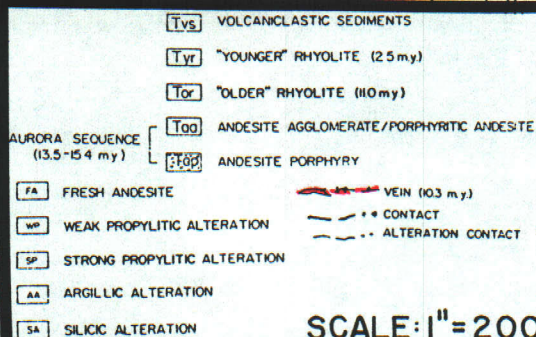 Tvs VOLCANICLASTIC SEDIMENTS
Tyr "YOUNGER" RHYOLITE (2.5 m.y.)
Tor "OLDER" RHYOLITE (11.0 m.y.)
AURORA SEQUENCE
(13.5-15.4 m.y.)
Taa ANDESITE AGGLOMERATE/PORPHYRITIC ANDESITE
Tap ANDESITE PORPHYRY
FA FRESH ANDESITE
WP WEAK PROPYLITIC ALTERATION
SP STRONG PROPYLITIC ALTERATION
AA ARGILLIC ALTERATION
SA SILICIC ALTERATION
VEIN (10.3 m.y.)
CONTACT
ALTERATION CONTACT
SCALE: 1" = 200